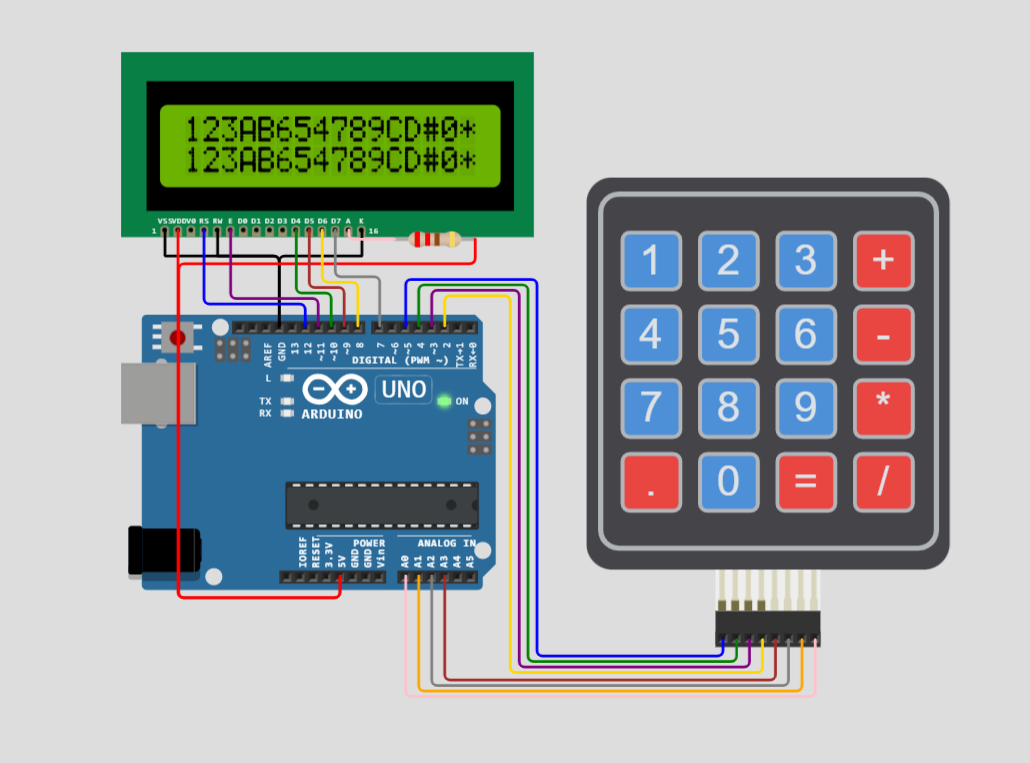 123AB654789CD#0*
123AB654789CD#0*
1 VSS VDD V0 RS RW E D0 D1 D2 D3 D4 D5 D6 D7 A K 16
AREF GND 13 12 ~11 ~10 ~9 8 7 ~6 ~5 4 ~3 2 TX→1 RX←0
DIGITAL (PWM ~)
L
TX
RX
ARDUINO
UNO
ON
POWER
ANALOG IN
IOREF RESET 3.3V 5V GND GND Vin A0 A1 A2 A3 A4 A5
1 2 3 +
4 5 6 -
7 8 9 *
. 0 = /